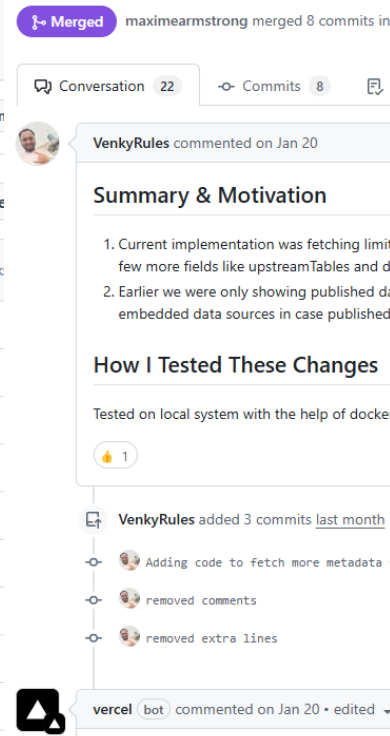 Merged maximearmstrong merged 8 commits in
Conversation 22 Commits 8
VenkyRules commented on Jan 20
Summary & Motivation
1. Current implementation was fetching limit
few more fields like upstreamTables and d
2. Earlier we were only showing published da
embedded data sources in case published
How I Tested These Changes
Tested on local system with the help of docke
👍 1
VenkyRules added 3 commits last month
Adding code to fetch more metadata
removed comments
removed extra lines
vercel bot commented on Jan 20 • edited